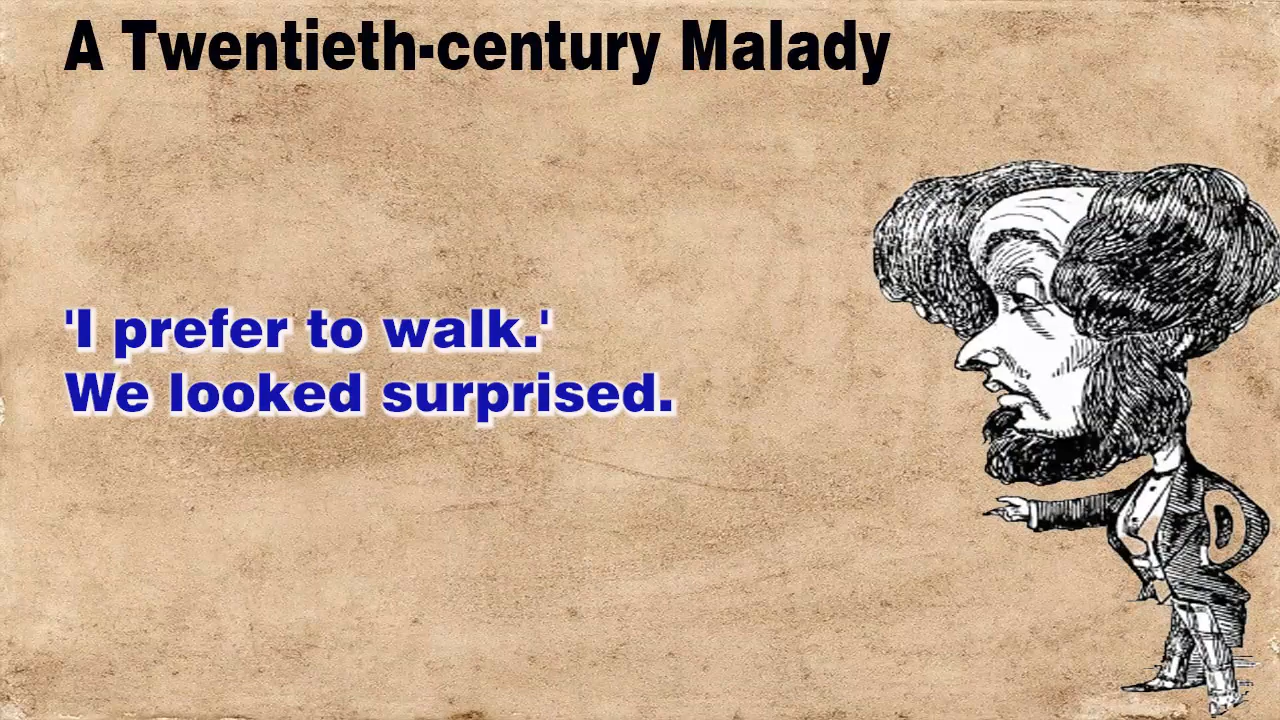 A Twentieth-century Malady
'I prefer to walk.'
We looked surprised.